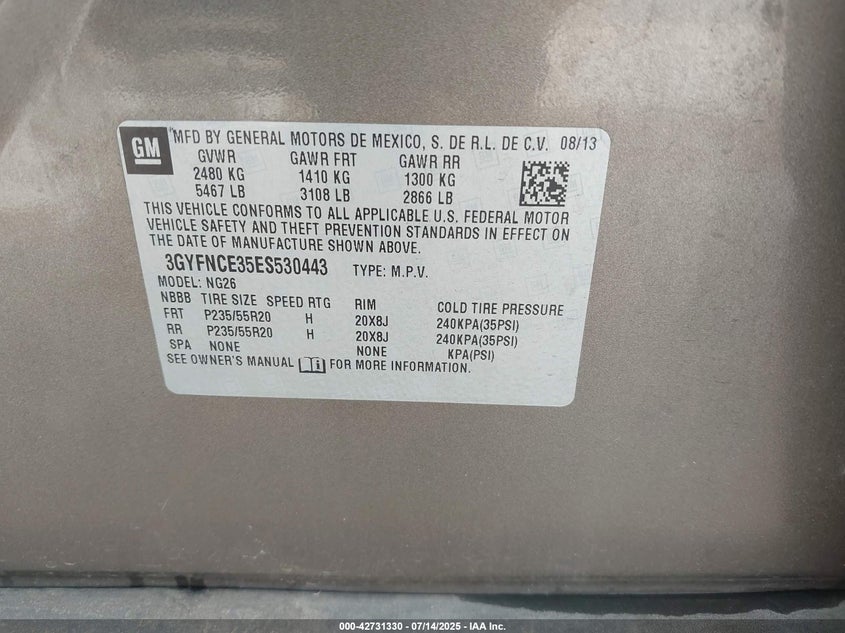 GM
MFD BY GENERAL MOTORS DE MEXICO, S. DE R.L. DE C.V. 08/13
GVWR GAWR FRT GAWR RR
2480 KG 1410 KG 1300 KG
5467 LB 3108 LB 2866 LB
THIS VEHICLE CONFORMS TO ALL APPLICABLE U.S. FEDERAL MOTOR
VEHICLE SAFETY AND THEFT PREVENTION STANDARDS IN EFFECT ON
THE DATE OF MANUFACTURE SHOWN ABOVE.
3GYFNCE35ES530443 TYPE: M.P.V.
MODEL: NG26
NBBB TIRE SIZE SPEED RTG RIM COLD TIRE PRESSURE
FRT P235/55R20 H 20X8J 240KPA(35PSI)
RR P235/55R20 H 20X8J 240KPA(35PSI)
SPA NONE NONE KPA(PSI)
SEE OWNER'S MANUAL FOR MORE INFORMATION.
000-42731330 - 07/14/2025 - IAA Inc.